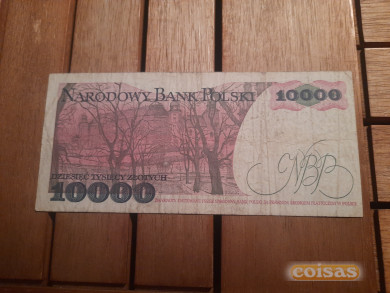 NARODOWY BANK POLSKI
10000
DZIESIĘĆ TYSIĘCY ZŁOTYCH
10000
NBP
coisas